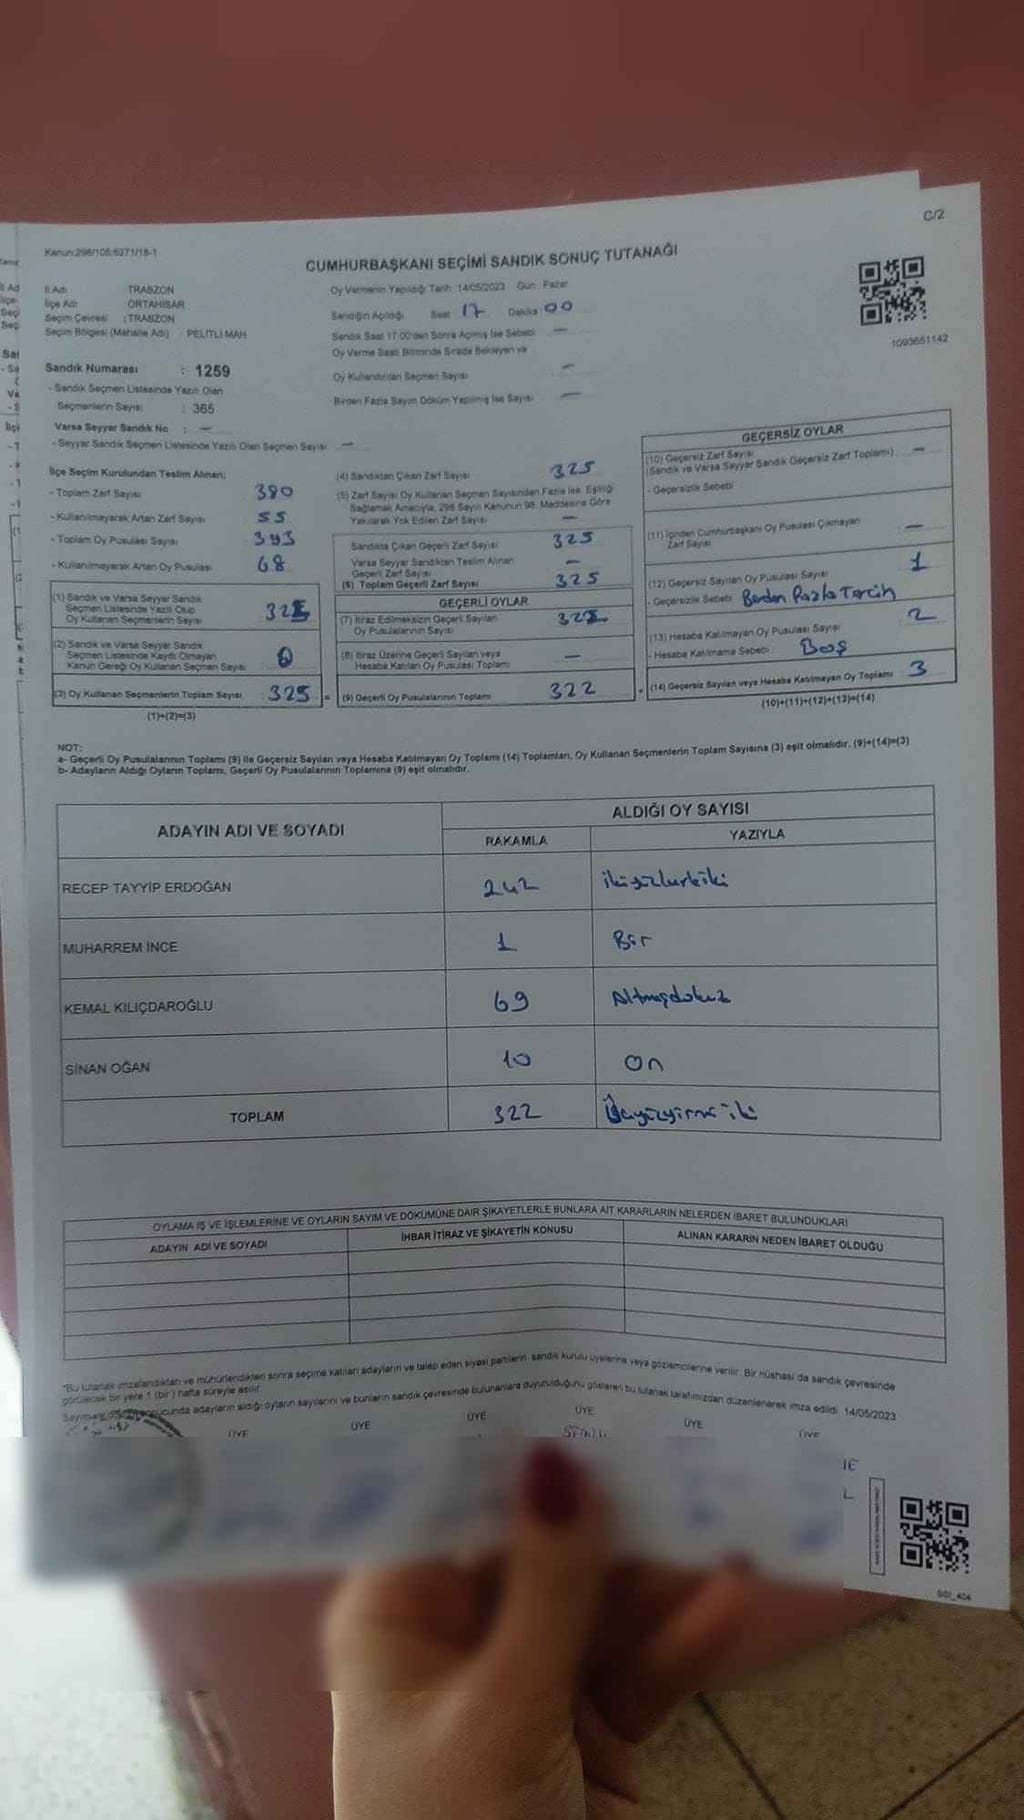 C/2
Kanun:298/105;6271/18-1
CUMHURBAŞKANI SEÇİMİ SANDIK SONUÇ TUTANAĞI
İl Adı : TRABZON
İlçe Adı : ORTAHİSAR
Seçim Çevresi : TRABZON
Seçim Bölgesi (Mahalle Adı) : PELİTLİ MAH
Oy Vermenin Yapıldığı Tarih: 14/05/2023 Gün: Pazar
Sandığın Açıldığı Saat 17 Dakika 00
Sandık Saat 17:00'den Sonra Açılmış İse Sebebi —
Oy Verme Saati Bitiminde Sırada Bekleyen ve
Oy Kullandırılan Seçmen Sayısı —
Birden Fazla Sayım Döküm Yapılmış İse Sayısı —
1093651142
Sandık Numarası : 1259
- Sandık Seçmen Listesinde Yazılı Olan
Seçmenlerin Sayısı : 365
Varsa Seyyar Sandık No : —
- Seyyar Sandık Seçmen Listesinde Yazılı Olan Seçmen Sayısı —
İlçe Seçim Kurulundan Teslim Alınan;
- Toplam Zarf Sayısı 380
- Kullanılmayarak Artan Zarf Sayısı 55
- Toplam Oy Pusulası Sayısı 393
- Kullanılmayarak Artan Oy Pusulası 68
(1) Sandık ve Varsa Seyyar Sandık
Seçmen Listesinde Yazılı Olup
Oy Kullanan Seçmenlerin Sayısı 325
(2) Sandık ve Varsa Seyyar Sandık
Seçmen Listesinde Kaydı Olmayan
Kanun Gereği Oy Kullanan Seçmen Sayısı 0
(3) Oy Kullanan Seçmenlerin Toplam Sayısı 325 =
(1)+(2)=(3)
(4) Sandıktan Çıkan Zarf Sayısı 325
(5) Zarf Sayısı Oy Kullanan Seçmen Sayısından Fazla İse, Eşitliği
Sağlamak Amacıyla; 298 Sayılı Kanunun 98. Maddesine Göre
Yakılarak Yok Edilen Zarf Sayısı —
Sandıkta Çıkan Geçerli Zarf Sayısı 325
Varsa Seyyar Sandıktan Teslim Alınan
Geçerli Zarf Sayısı —
(6) Toplam Geçerli Zarf Sayısı 325
GEÇERLİ OYLAR
(7) İtiraz Edilmeksizin Geçerli Sayılan
Oy Pusulalarının Sayısı 322
(8) İtiraz Üzerine Geçerli Sayılan veya
Hesaba Katılan Oy Pusulası Toplamı —
(9) Geçerli Oy Pusulalarının Toplamı 322 +
GEÇERSİZ OYLAR
(10) Geçersiz Zarf Sayısı
(Sandık ve Varsa Seyyar Sandık Geçersiz Zarf Toplamı) —
- Geçersizlik Sebebi
(11) İçinden Cumhurbaşkanı Oy Pusulası Çıkmayan
Zarf Sayısı —
(12) Geçersiz Sayılan Oy Pusulası Sayısı 1
- Geçersizlik Sebebi Birden Fazla Tercih
(13) Hesaba Katılmayan Oy Pusulası Sayısı 2
- Hesaba Katılmama Sebebi Boş
(14) Geçersiz Sayılan veya Hesaba Katılmayan Oy Toplamı 3
(10)+(11)+(12)+(13)=(14)
NOT:
a- Geçerli Oy Pusulalarının Toplamı (9) ile Geçersiz Sayılan veya Hesaba Katılmayan Oy Toplamı (14) Toplamları, Oy Kullanan Seçmenlerin Toplam Sayısına (3) eşit olmalıdır. (9)+(14)=(3)
b- Adayların Aldığı Oyların Toplamı, Geçerli Oy Pusulalarının Toplamına (9) eşit olmalıdır.
ADAYIN ADI VE SOYADI
ALDIĞI OY SAYISI
RAKAMLA YAZIYLA
RECEP TAYYİP ERDOĞAN 242 ikiyüzkırkiki
MUHARREM İNCE 1 Bir
KEMAL KILIÇDAROĞLU 69 Altmışdokuz
SİNAN OĞAN 10 On
TOPLAM 322 Üçyüzyirmi iki
OYLAMA İŞ VE İŞLEMLERİNE VE OYLARIN SAYIM VE DÖKÜMÜNE DAİR ŞİKAYETLERLE BUNLARA AİT KARARLARIN NELERDEN İBARET BULUNDUKLARI
ADAYIN ADI VE SOYADI İHBAR İTİRAZ VE ŞİKAYETİN KONUSU ALINAN KARARIN NEDEN İBARET OLDUĞU
*Bu tutanak imzalandıktan ve mühürlendikten sonra seçime katılan adayların ve talep eden siyasi partilerin sandık kurulu üyelerine veya gözlemcilerine verilir. Bir nüshası da sandık çevresinde
görülecek bir yere 1 (bir) hafta süreyle asılır.
sonucunda adayların aldığı oyların sayılarını ve bunların sandık çevresinde bulunanlara duyurulduğunu gösteren bu tutanak tarafımızdan düzenlenerek imza edildi. 14/05/2023
ÜYE ÜYE ÜYE ÜYE ÜYE ÜYE